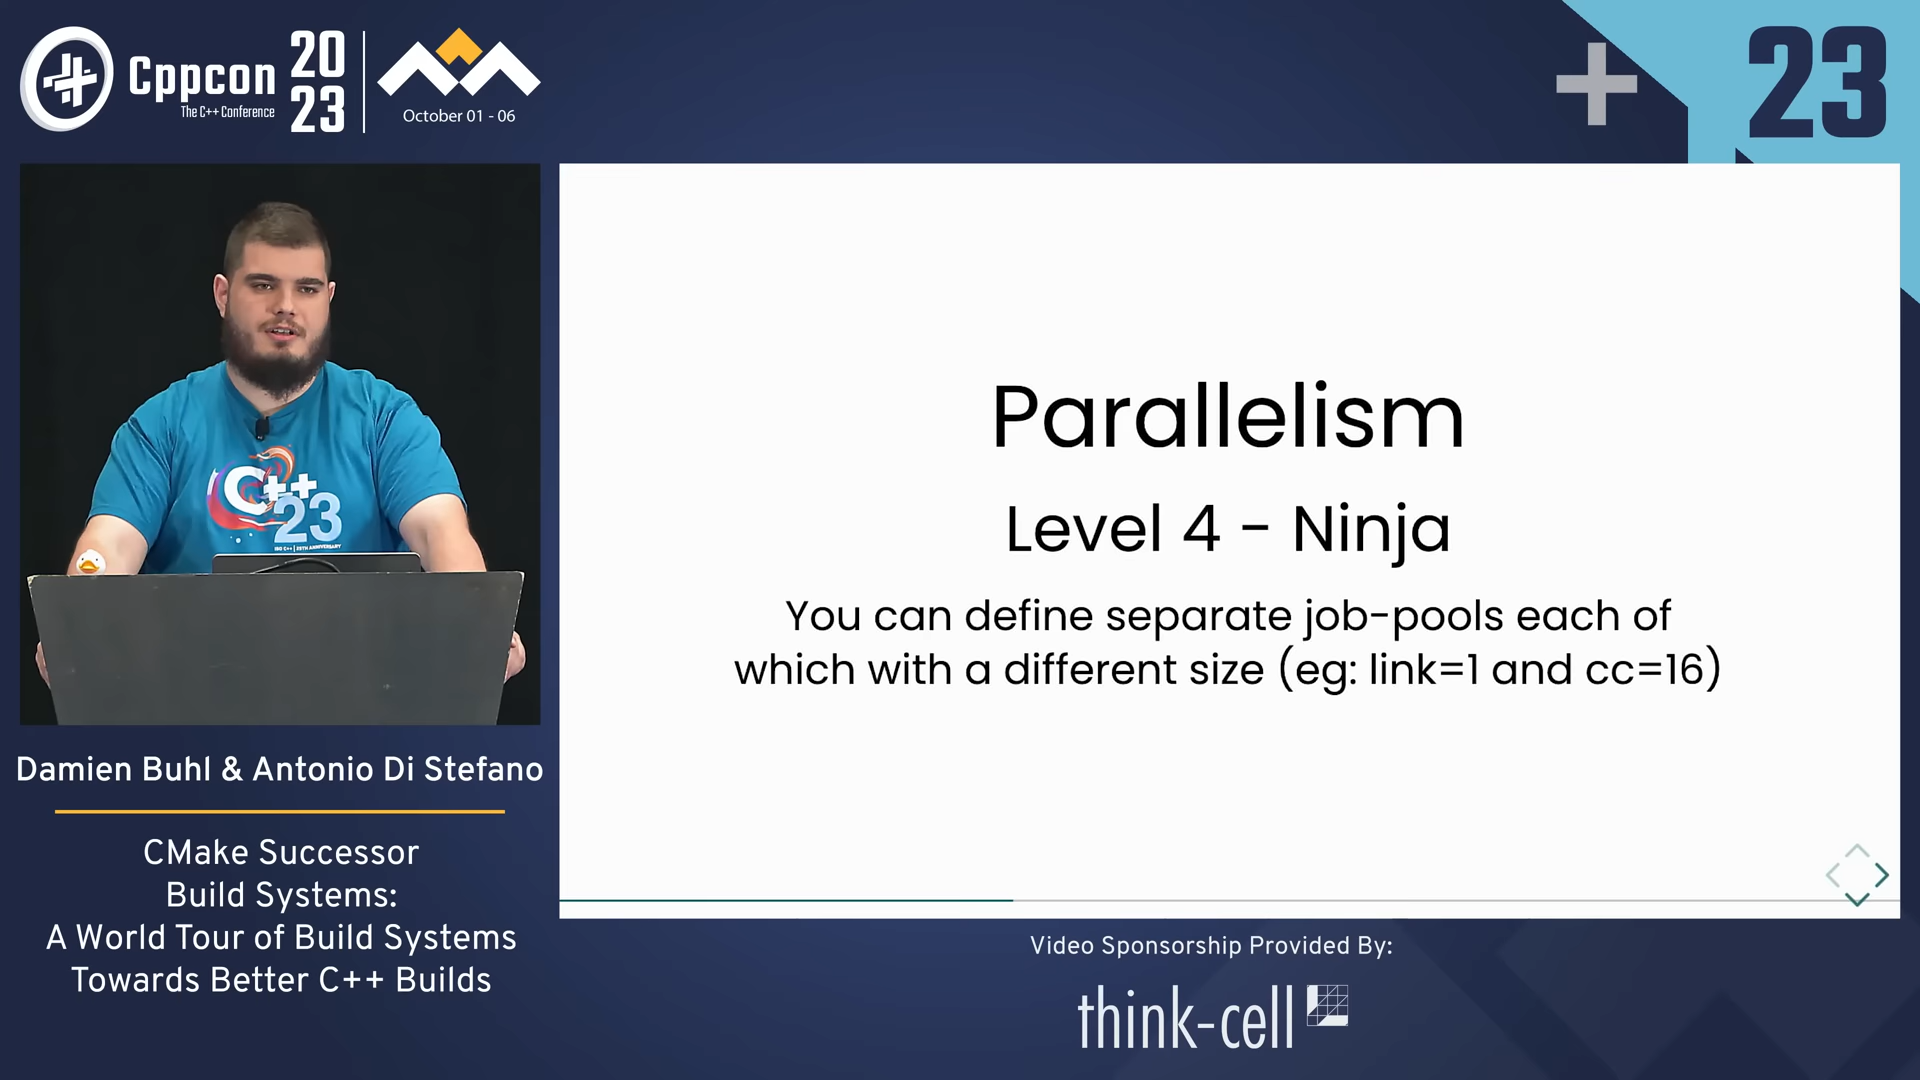 Cppcon
The C++ Conference
20
23
October 01 - 06
23
C++
23
Parallelism
Level 4 - Ninja
You can define separate job-pools each of
which with a different size (eg: link=1 and cc=16)
Damien Buhl & Antonio Di Stefano
CMake Successor
Build Systems:
A World Tour of Build Systems
Towards Better C++ Builds
Video Sponsorship Provided By:
think-cell